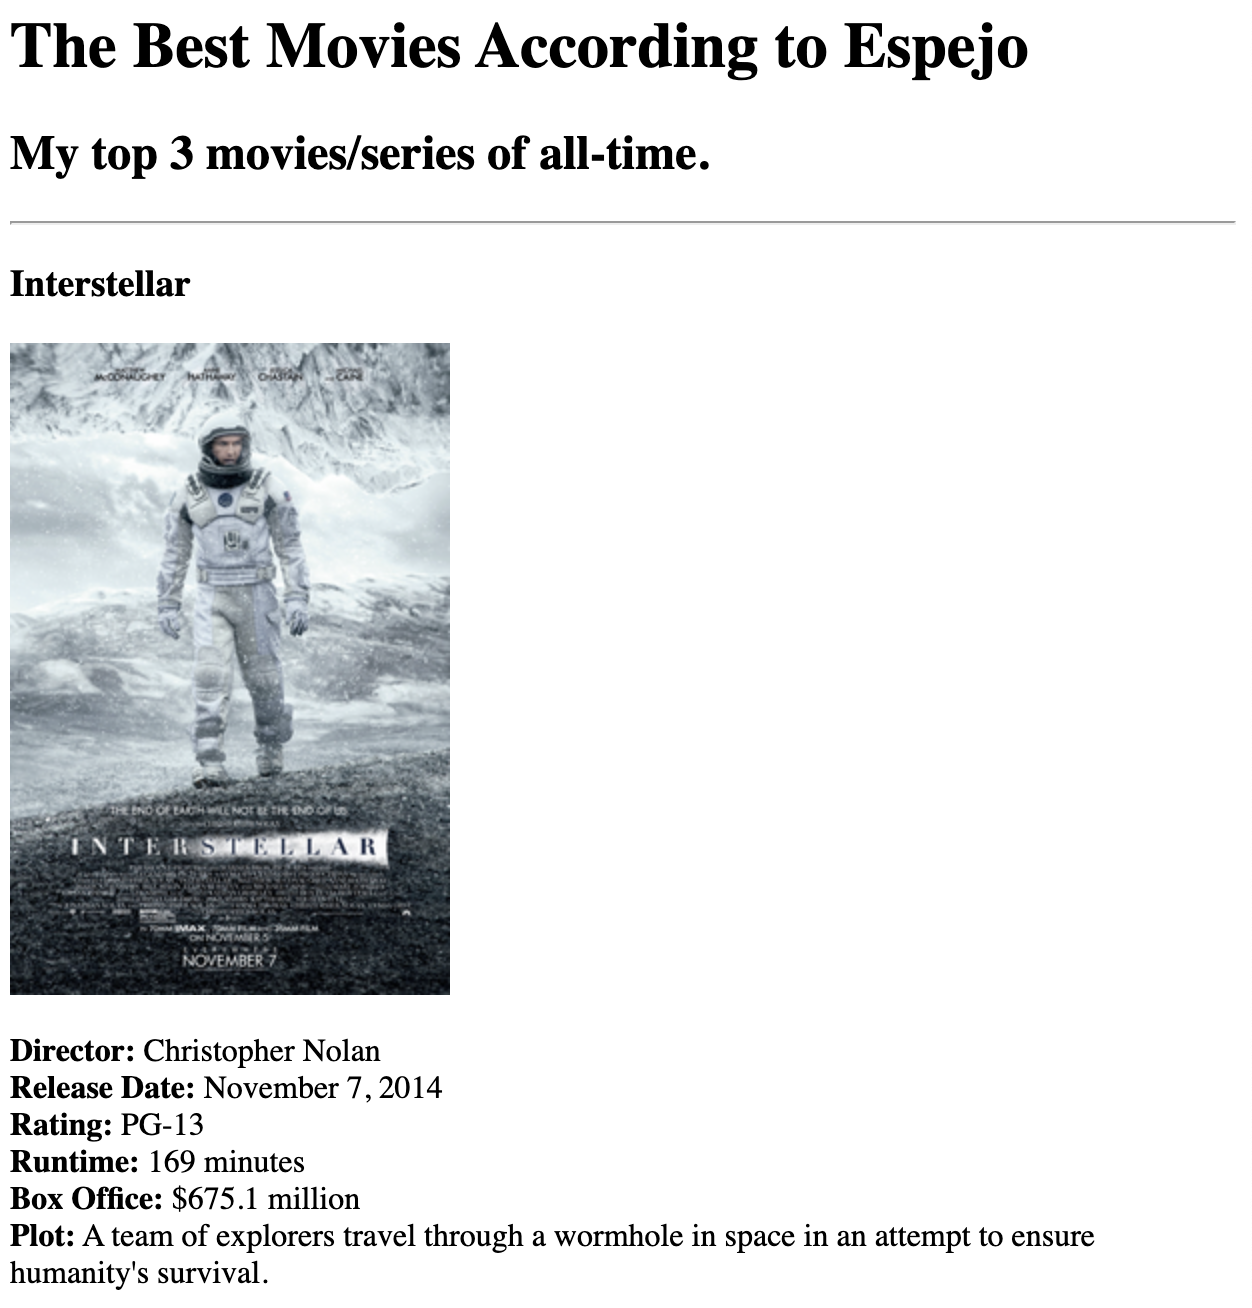 The Best Movies According to Espejo
My top 3 movies/series of all-time.
Interstellar
McCONAUGHEY HATHAWAY CHASTAIN CAINE
THE END OF EARTH WILL NOT BE THE END OF US
INTERSTELLAR
IMAX
ON NOVEMBER 5
NOVEMBER 7
Director: Christopher Nolan
Release Date: November 7, 2014
Rating: PG-13
Runtime: 169 minutes
Box Office: $675.1 million
Plot: A team of explorers travel through a wormhole in space in an attempt to ensure
humanity's survival.